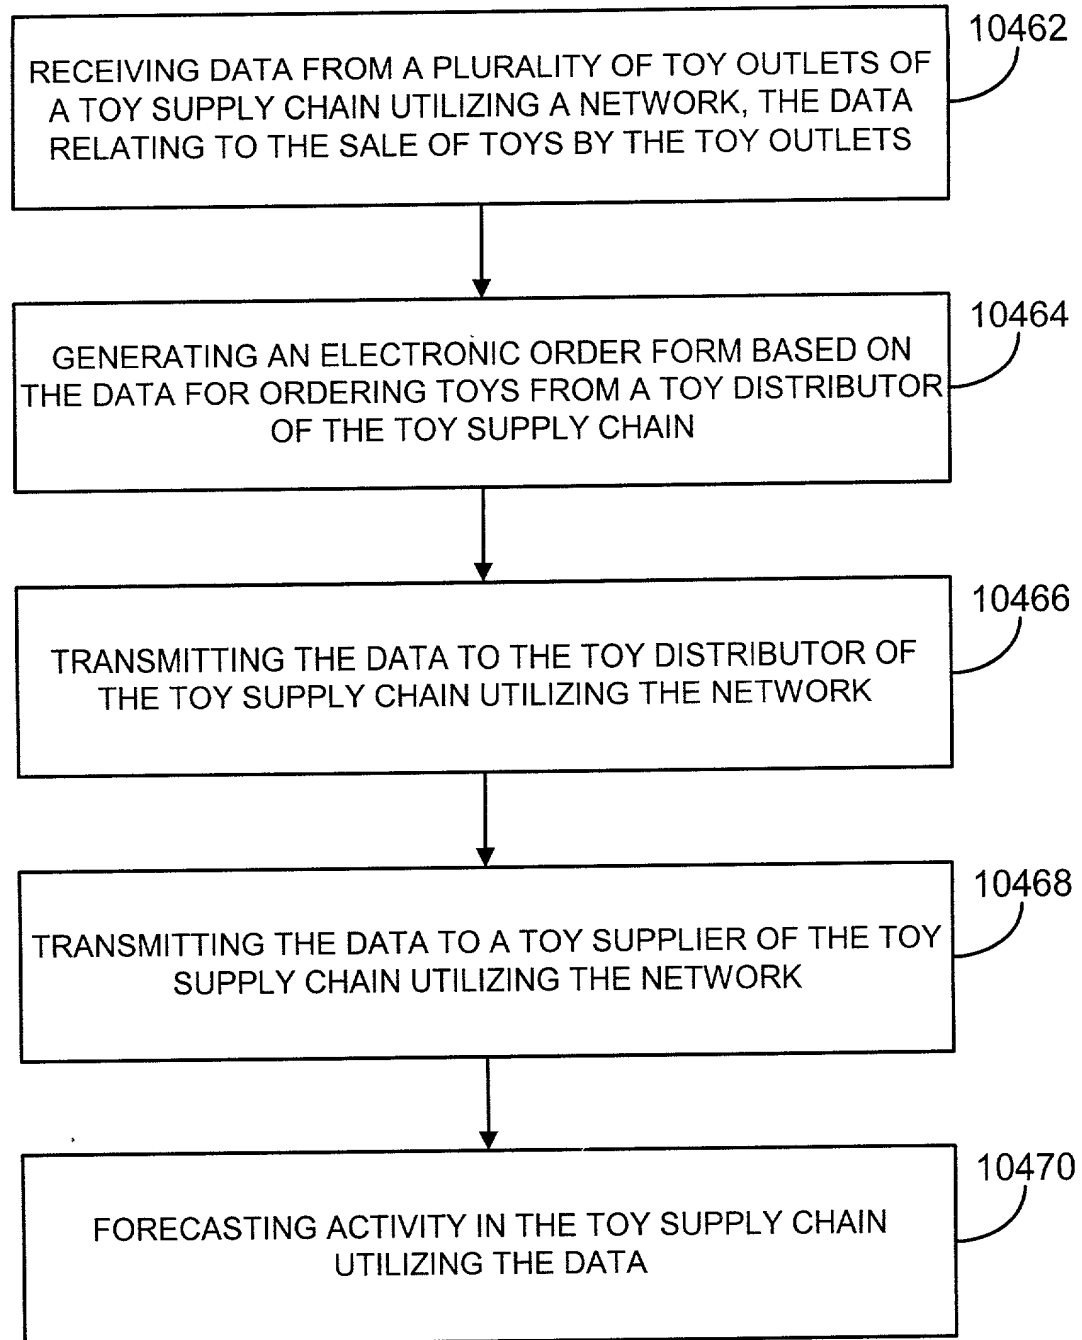 10462
RECEIVING DATA FROM A PLURALITY OF TOY OUTLETS OF
A TOY SUPPLY CHAIN UTILIZING A NETWORK, THE DATA
RELATING TO THE SALE OF TOYS BY THE TOY OUTLETS
10464
GENERATING AN ELECTRONIC ORDER FORM BASED ON
THE DATA FOR ORDERING TOYS FROM A TOY DISTRIBUTOR
OF THE TOY SUPPLY CHAIN
10466
TRANSMITTING THE DATA TO THE TOY DISTRIBUTOR OF
THE TOY SUPPLY CHAIN UTILIZING THE NETWORK
10468
TRANSMITTING THE DATA TO A TOY SUPPLIER OF THE TOY
SUPPLY CHAIN UTILIZING THE NETWORK
10470
FORECASTING ACTIVITY IN THE TOY SUPPLY CHAIN
UTILIZING THE DATA